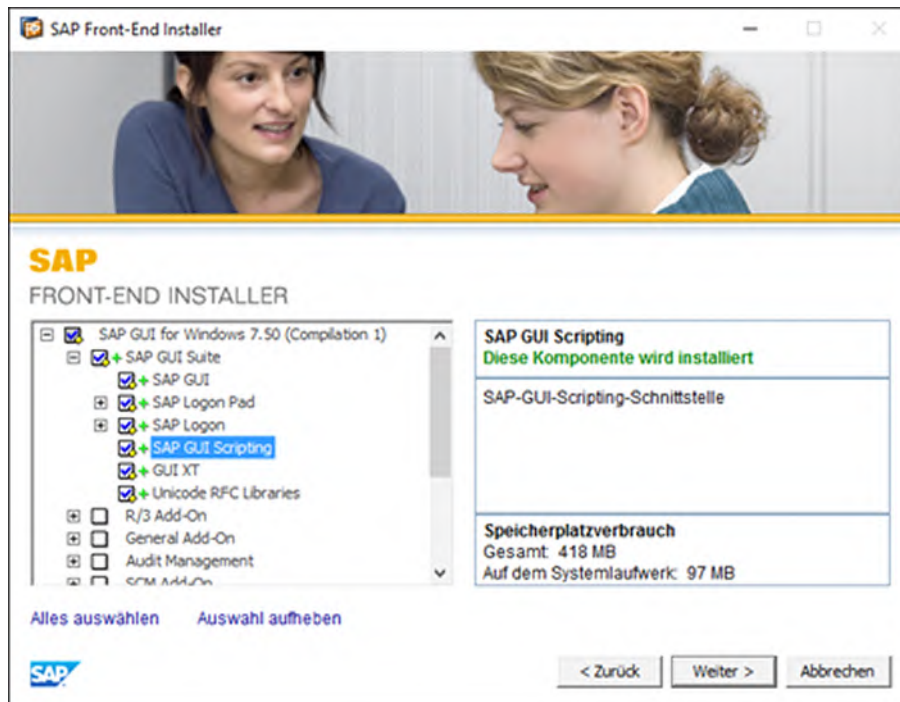 SAP Front-End Installer
SAP
FRONT-END INSTALLER
SAP GUI for Windows 7.50 (Compilation 1)
SAP GUI Suite
SAP GUI
SAP Logon Pad
SAP Logon
SAP GUI Scripting
GUI XT
Unicode RFC Libraries
R/3 Add-On
General Add-On
Audit Management
SCM Add-On
SAP GUI Scripting
Diese Komponente wird installiert
SAP-GUI-Scripting-Schnittstelle
Speicherplatzverbrauch
Gesamt: 418 MB
Auf dem Systemlaufwerk: 97 MB
Alles auswählen Auswahl aufheben
SAP
< Zurück Weiter > Abbrechen